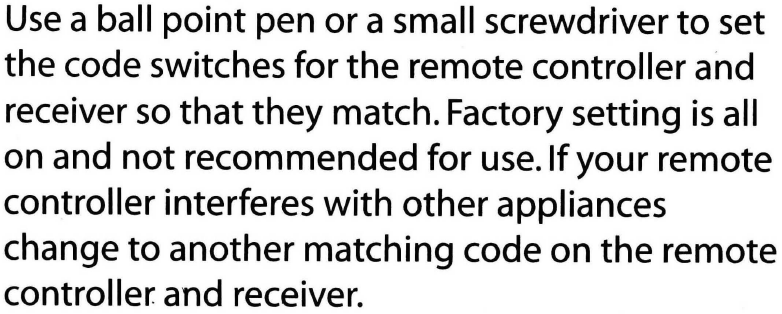 Use a ball point pen or a small screwdriver to set
the code switches for the remote controller and
receiver so that they match. Factory setting is all
on and not recommended for use. If your remote
controller interferes with other appliances
change to another matching code on the remote
controller and receiver.